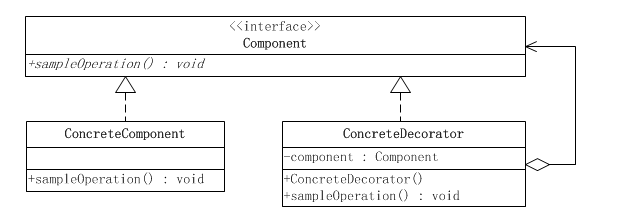 <<interface>>
Component
+sampleOperation() : void
ConcreteComponent
+sampleOperation() : void
ConcreteDecorator
-component : Component
+ConcreteDecorator()
+sampleOperation() : void